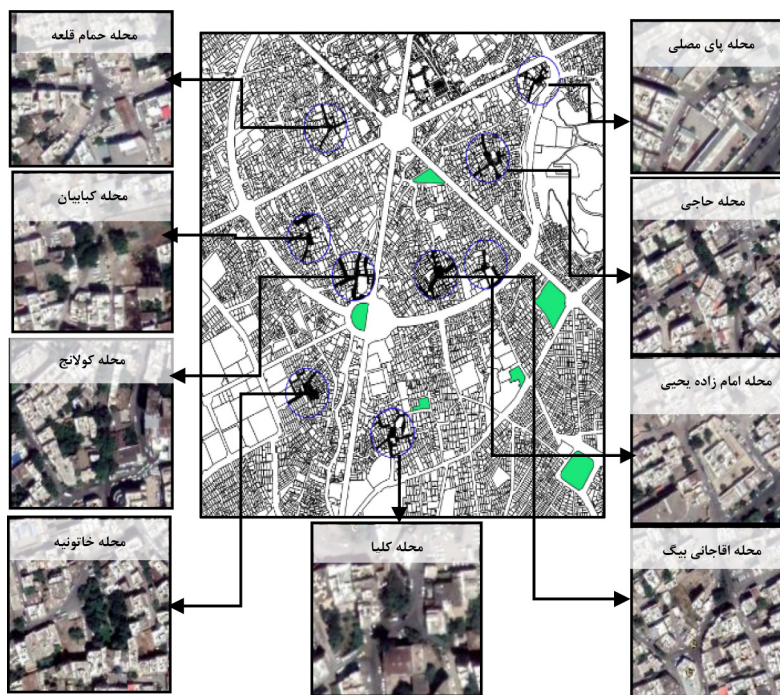 محله حمام قلعه
محله پای مصلی
محله کبابیان
محله حاجی
محله کولانج
محله امام زاده یحیی
محله خاتونیه
محله کلپا
محله اقاجانی بیگ